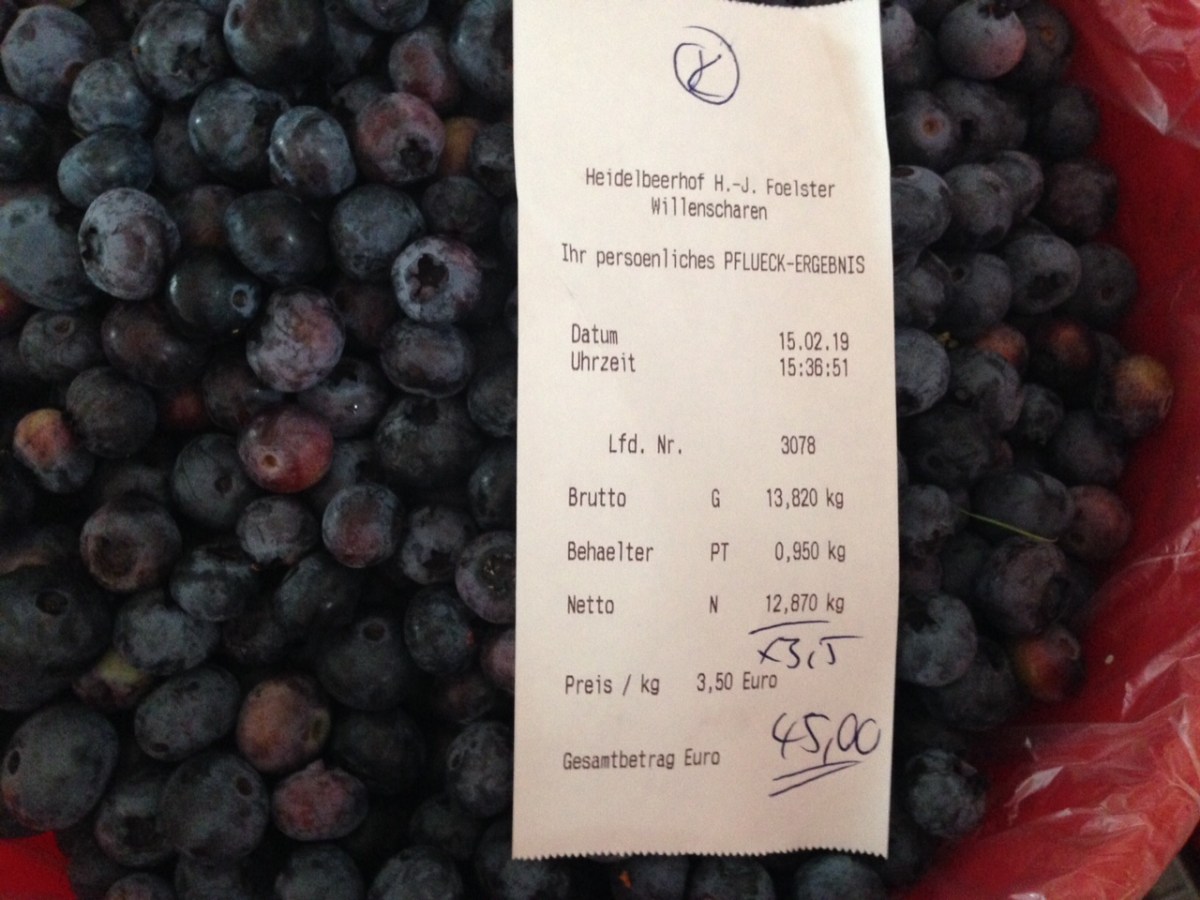 Heidelbeerhof H.-J. Foelster
Willenscharen
Ihr persoenliches PFLUECK-ERGEBNIS
Datum 15.02.19
Uhrzeit 15:36:51
Lfd. Nr. 3078
Brutto G 13,820 kg
Behaelter PT 0,950 kg
Netto N 12,870 kg
x3,5
Preis / kg 3,50 Euro
Gesamtbetrag Euro 45,00